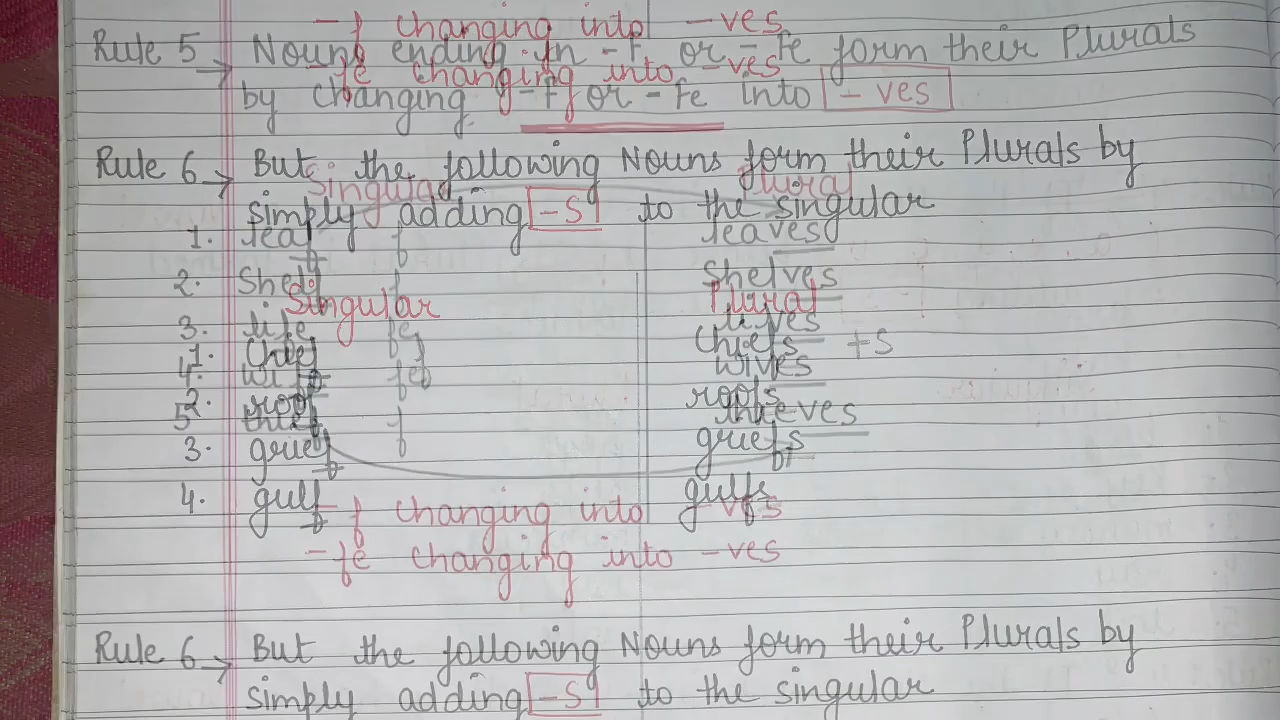 -f changing into -ves
Rule 5 → Nouns ending in -f or -fe form their Plurals
-fe changing into -ves
by changing -f or -fe into -ves
Rule 6 → But the following Nouns form their Plurals by
Singular Plural
simply adding -s to the singular
1. leaf f leaves
2. Shelf f Shelves
Singular Plural
3. life fe lives
1. Chief f Chiefs +s
4. wife fe wives
2. roof roofs
5. thief f thieves
3. grief griefs
4. gulf gulfs
-f changing into -ves
-fe changing into -ves
Rule 6 → But the following Nouns form their Plurals by
simply adding -s to the singular